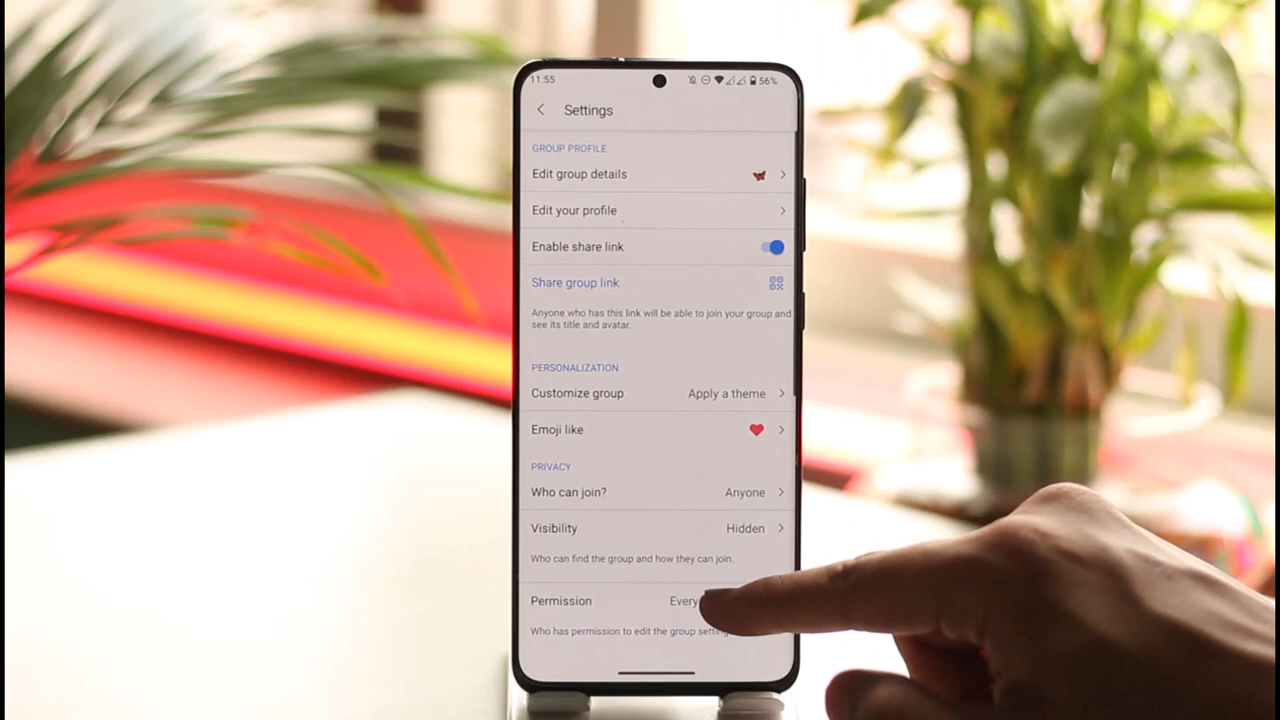 11:55 56%
Settings
GROUP PROFILE
Edit group details
Edit your profile
Enable share link
Share group link
Anyone who has this link will be able to join your group and
see its title and avatar.
PERSONALIZATION
Customize group Apply a theme
Emoji like
PRIVACY
Who can join? Anyone
Visibility Hidden
Who can find the group and how they can join.
Permission
Who has permission to edit the group